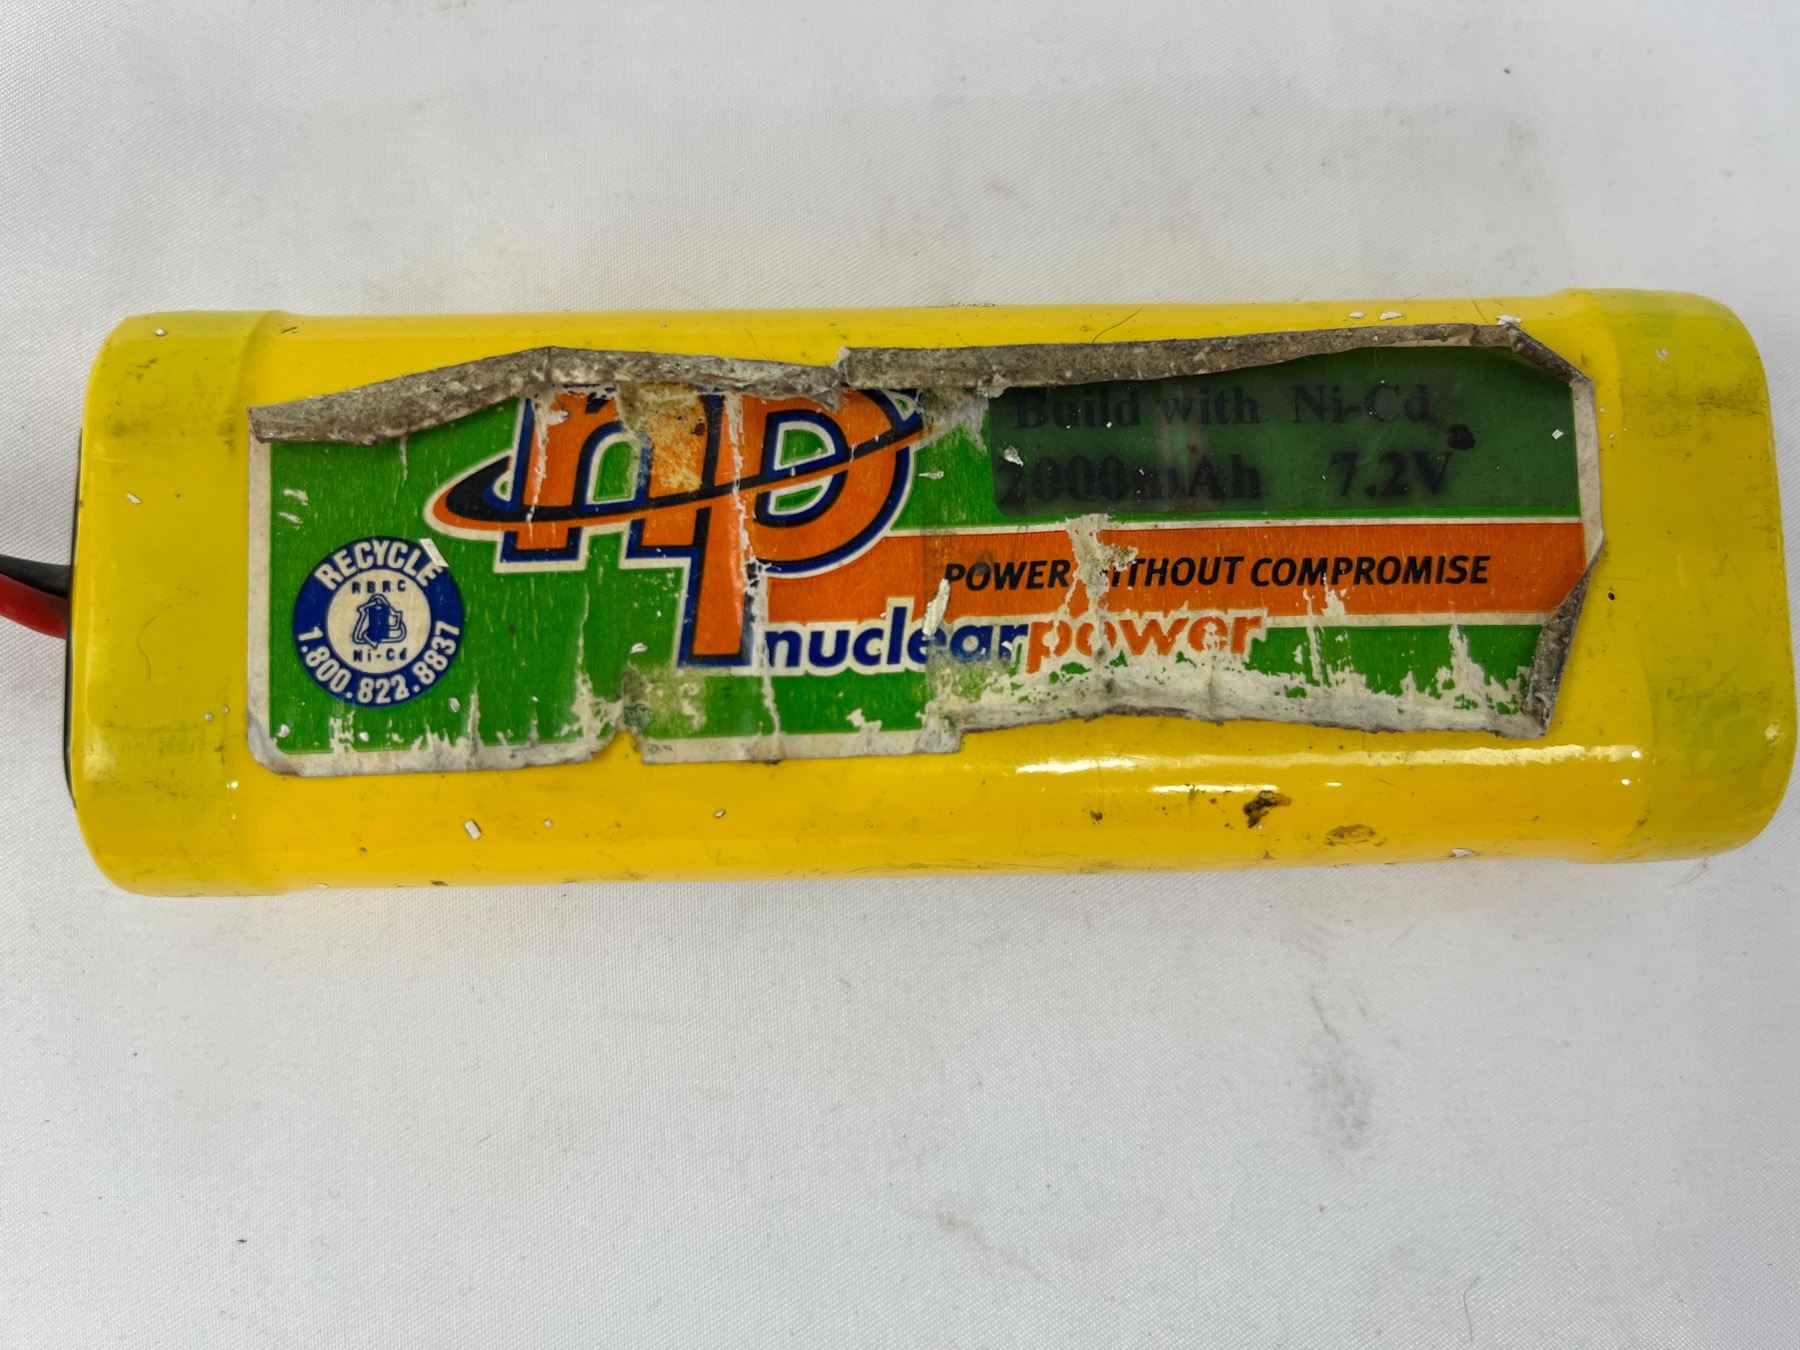 np
Build with Ni-Cd
2000mAh 7.2V
POWER WITHOUT COMPROMISE
nuclearpower
RECYCLE
RBRC
Ni-Cd
1.800.822.8837